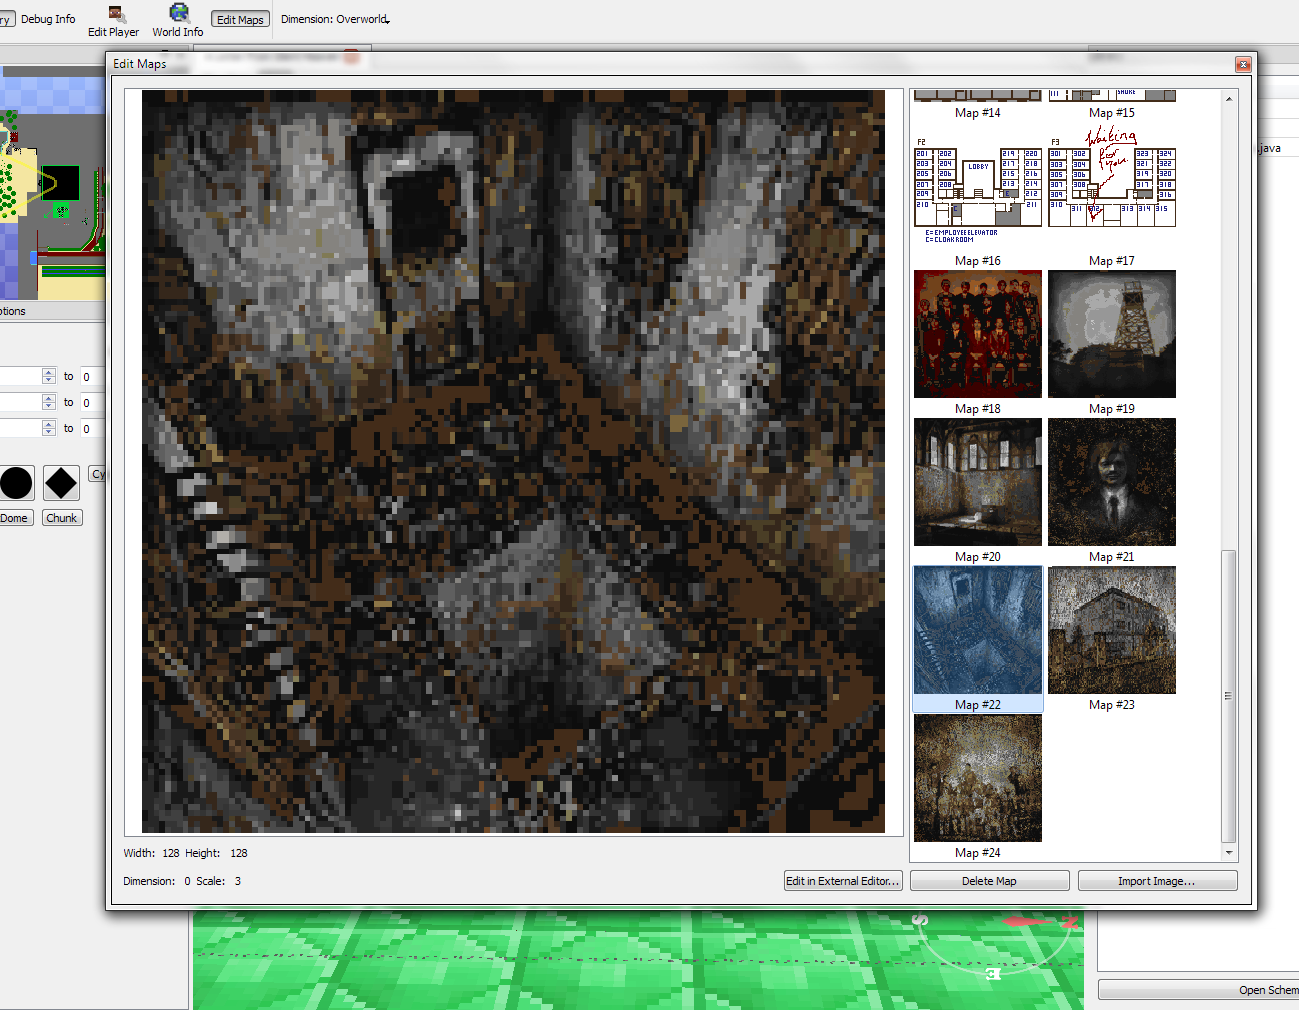 ry
Debug Info
Edit Player
World Info
Edit Maps
Dimension: Overworld
Edit Maps
.java
Map #14
Map #15
F2
201 202 219 220
203 204 217 218
205 206 215 216
207 208 213 214
209 212
210 211
LOBBY
C
E=EMPLOYEE ELEVATOR
C=CLOAKROOM
F3
Waiting
For
you
301 302 323 324
303 304 321 322
305 306 319 320
307 308 317 318
309 316
310 311 312 313 314 315
Map #16
Map #17
Map #18
Map #19
Map #20
Map #21
Map #22
Map #23
Map #24
ptions
to 0
to 0
to 0
Cy
Dome
Chunk
Width: 128 Height: 128
Dimension: 0 Scale: 3
Edit in External Editor...
Delete Map
Import Image...
S
N
E
Open Schem